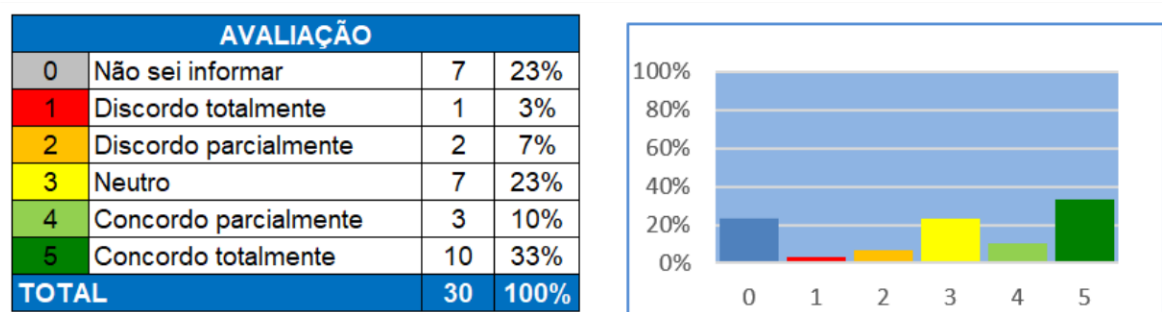 AVALIAÇÃO
0 Não sei informar 7 23%
1 Discordo totalmente 1 3%
2 Discordo parcialmente 2 7%
3 Neutro 7 23%
4 Concordo parcialmente 3 10%
5 Concordo totalmente 10 33%
TOTAL 30 100%
100%
80%
60%
40%
20%
0%
0 1 2 3 4 5